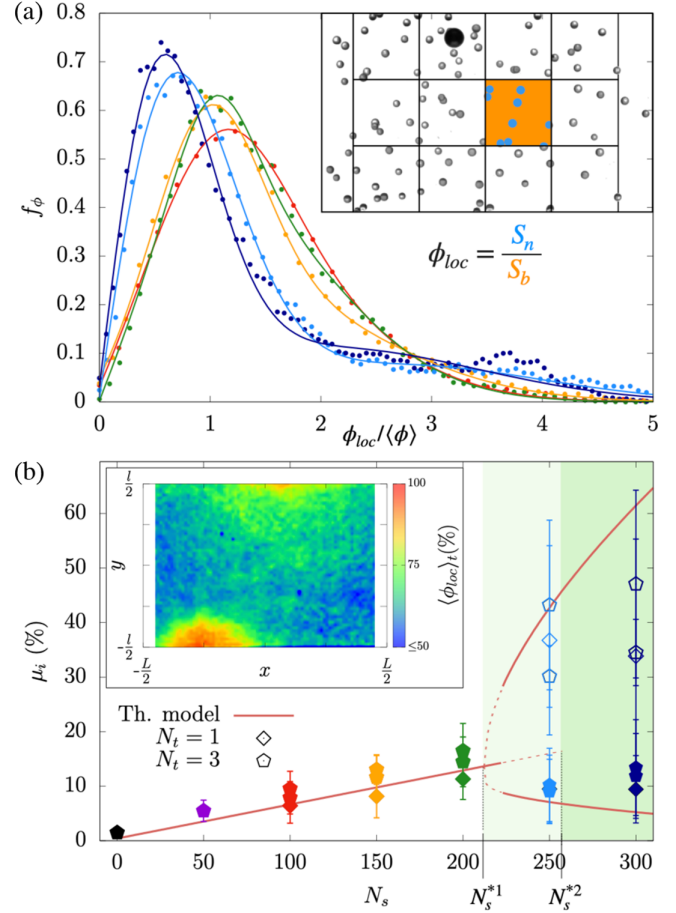 (a)
0.8
0.7
0.6
0.5
0.4
0.3
0.2
0.1
0
f_ϕ
ϕ_loc = S_n / S_b
0 1 2 3 4 5
ϕ_loc/⟨ϕ⟩
(b)
60
50
40
30
20
10
0
μ_i (%)
l/2
y
-l/2
-L/2 x L/2
100
75
≤50
⟨ϕ_loc⟩_t(%)
Th. model
N_t = 1
N_t = 3
0 50 100 150 200 250 300
N_s N_s^{*1} N_s^{*2}